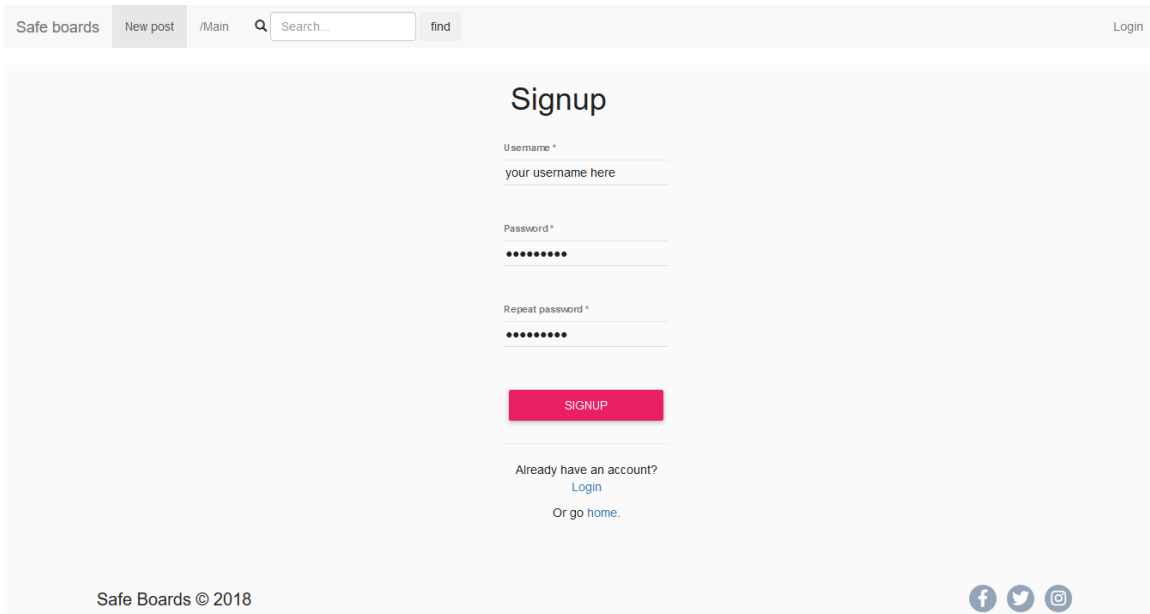 Safe boards New post /Main Search... find Login
Signup
Username *
your username here
Password *
•••••••••
Repeat password *
•••••••••
SIGNUP
Already have an account?
Login
Or go home.
Safe Boards © 2018